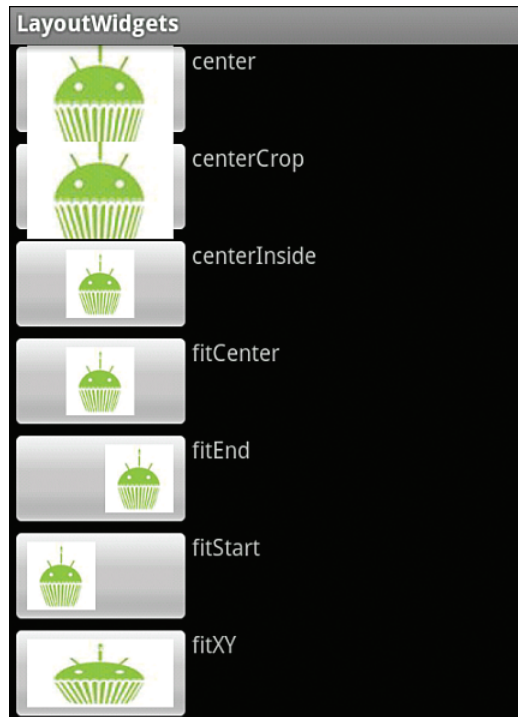 LayoutWidgets
center
centerCrop
centerInside
fitCenter
fitEnd
fitStart
fitXY